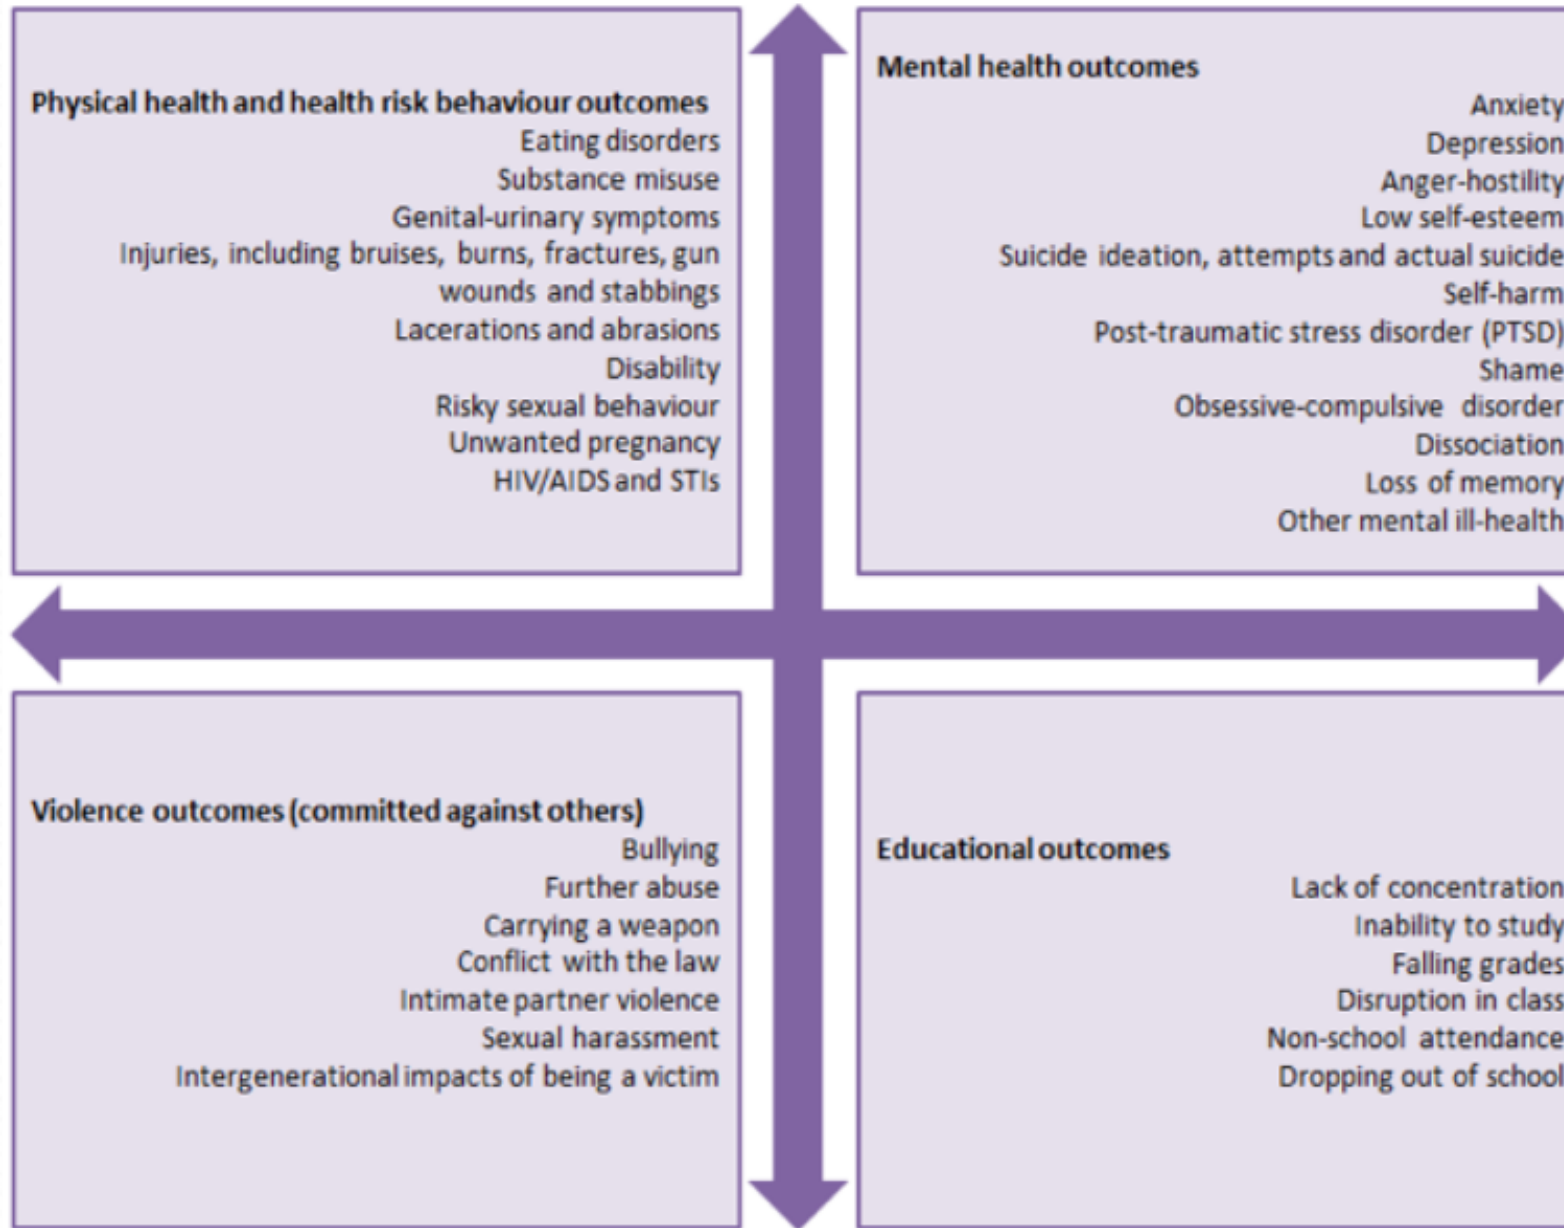 Physical health and health risk behaviour outcomes
Eating disorders
Substance misuse
Genital-urinary symptoms
Injuries, including bruises, burns, fractures, gun
wounds and stabbings
Lacerations and abrasions
Disability
Risky sexual behaviour
Unwanted pregnancy
HIV/AIDS and STIs
Mental health outcomes
Anxiety
Depression
Anger-hostility
Low self-esteem
Suicide ideation, attempts and actual suicide
Self-harm
Post-traumatic stress disorder (PTSD)
Shame
Obsessive-compulsive disorder
Dissociation
Loss of memory
Other mental ill-health
Violence outcomes (committed against others)
Bullying
Further abuse
Carrying a weapon
Conflict with the law
Intimate partner violence
Sexual harassment
Intergenerational impacts of being a victim
Educational outcomes
Lack of concentration
Inability to study
Falling grades
Disruption in class
Non-school attendance
Dropping out of school